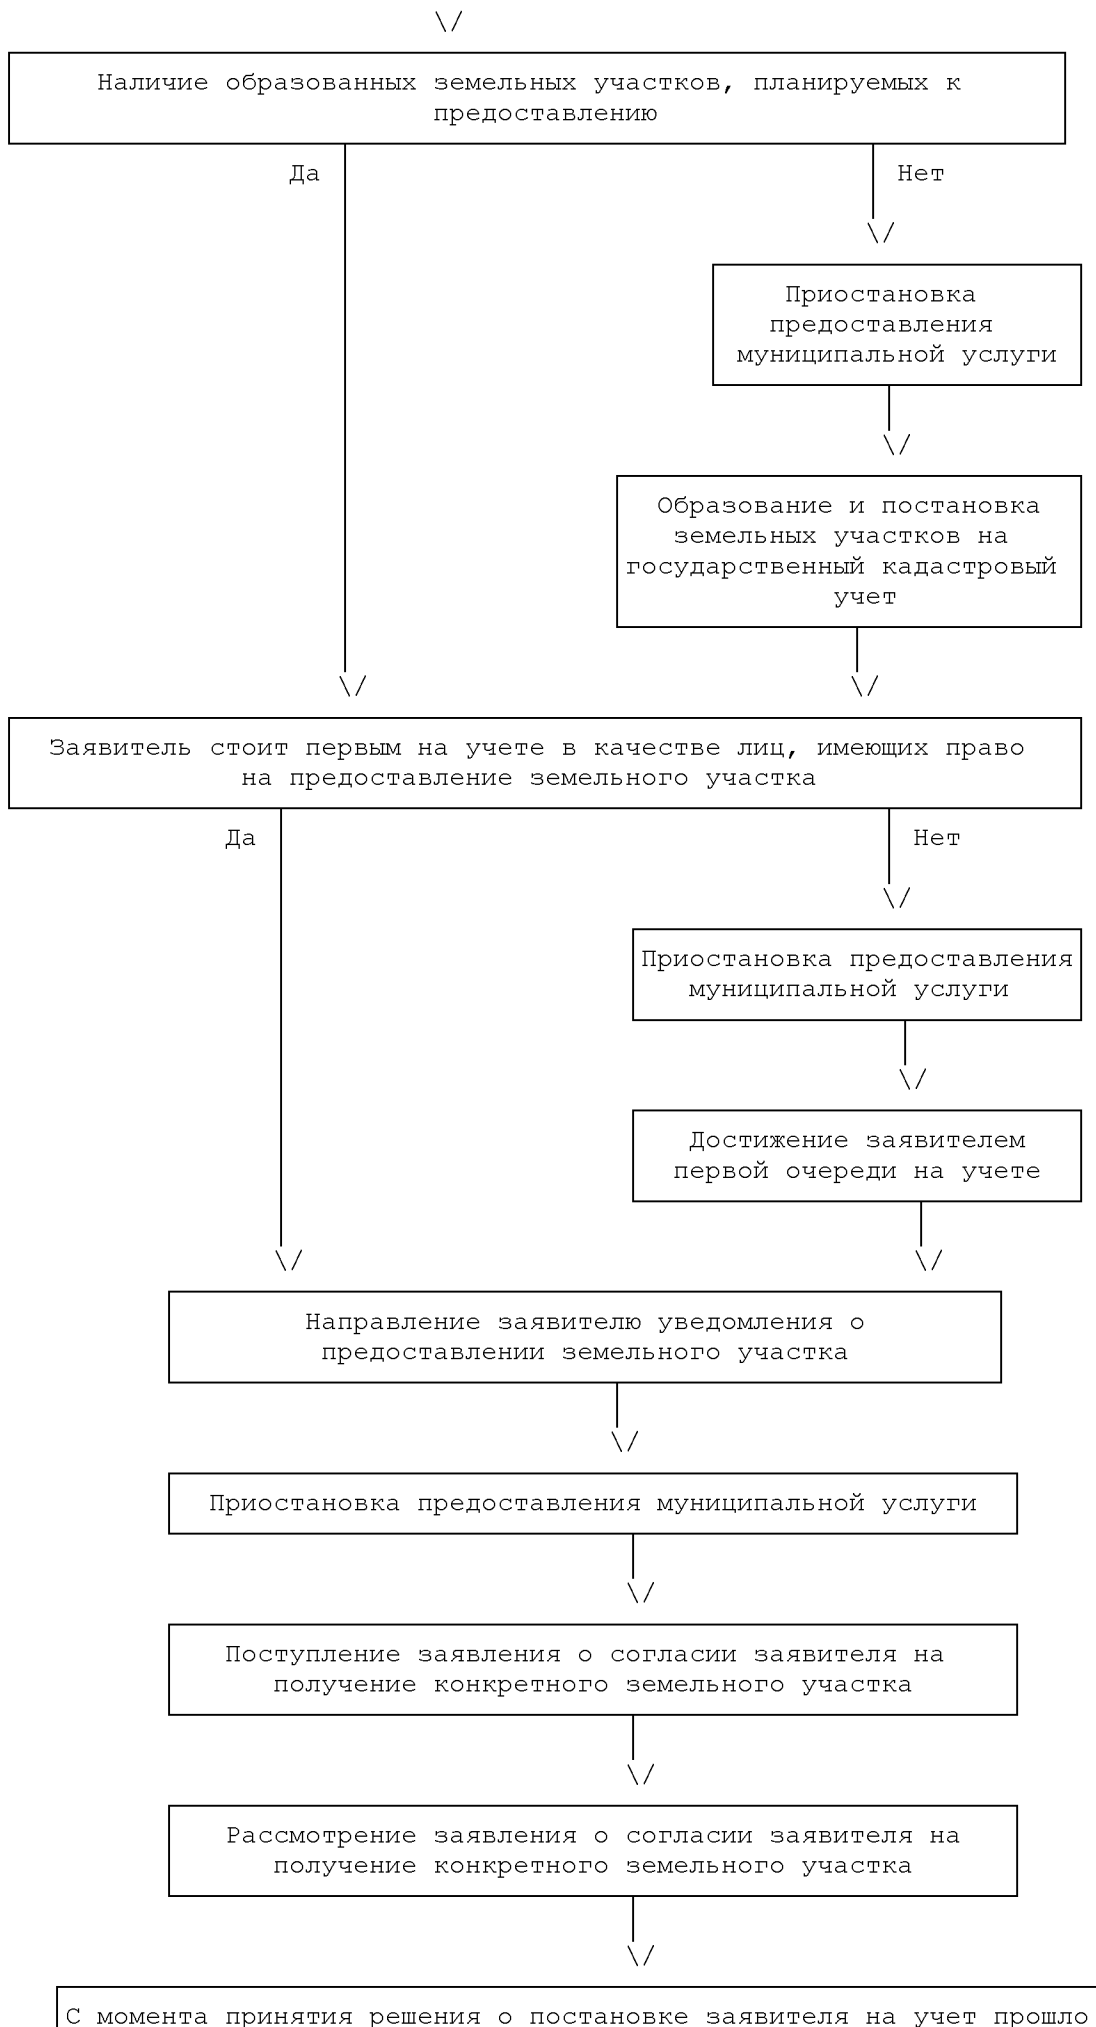 \/
Наличие образованных земельных участков, планируемых к
предоставлению
Да Нет
\/
Приостановка
предоставления
муниципальной услуги
\/
Образование и постановка
земельных участков на
государственный кадастровый
учет
\/ \/
Заявитель стоит первым на учете в качестве лиц, имеющих право
на предоставление земельного участка
Да Нет
\/
Приостановка предоставления
муниципальной услуги
\/
Достижение заявителем
первой очереди на учете
\/ \/
Направление заявителю уведомления о
предоставлении земельного участка
\/
Приостановка предоставления муниципальной услуги
\/
Поступление заявления о согласии заявителя на
получение конкретного земельного участка
\/
Рассмотрение заявления о согласии заявителя на
получение конкретного земельного участка
\/
С момента принятия решения о постановке заявителя на учет прошло